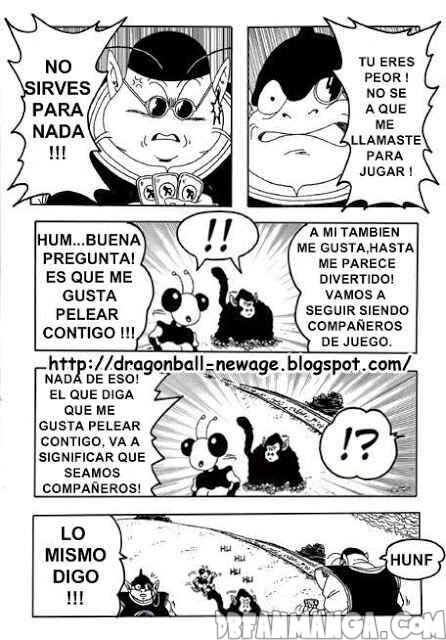 NO
SIRVES
PARA
NADA
!!!
TU ERES
PEOR !
NO SE
A QUE
ME
LLAMASTE
PARA
JUGAR !
HUM...BUENA
PREGUNTA!
ES QUE ME
GUSTA
PELEAR
CONTIGO !!!
!!
A MI TAMBIEN
ME GUSTA,HASTA
ME PARECE
DIVERTIDO!
VAMOS A
SEGUIR SIENDO
COMPAÑEROS
DE JUEGO.
http://dragonball-newage.blogspot.com/
NADA DE ESO!
EL QUE DIGA
QUE ME
GUSTA PELEAR
CONTIGO, VA A
SIGNIFICAR QUE
SEAMOS
COMPAÑEROS!
!?
LO
MISMO
DIGO
!!!
HU
HU
HU
HU
HUNF
DBFANMANGA.COM